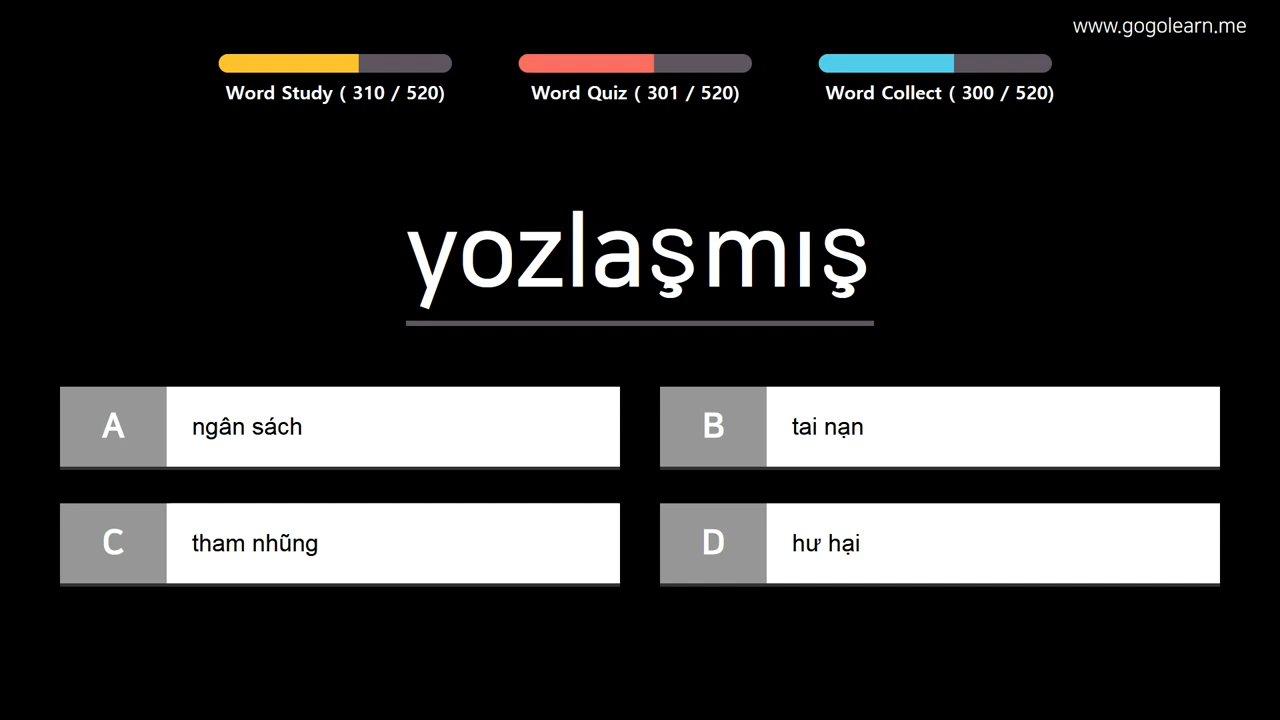 www.gogolearn.me
Word Study ( 310 / 520)
Word Quiz ( 301 / 520)
Word Collect ( 300 / 520)
yozlaşmış
A ngân sách
B tai nạn
C tham nhũng
D hư hại